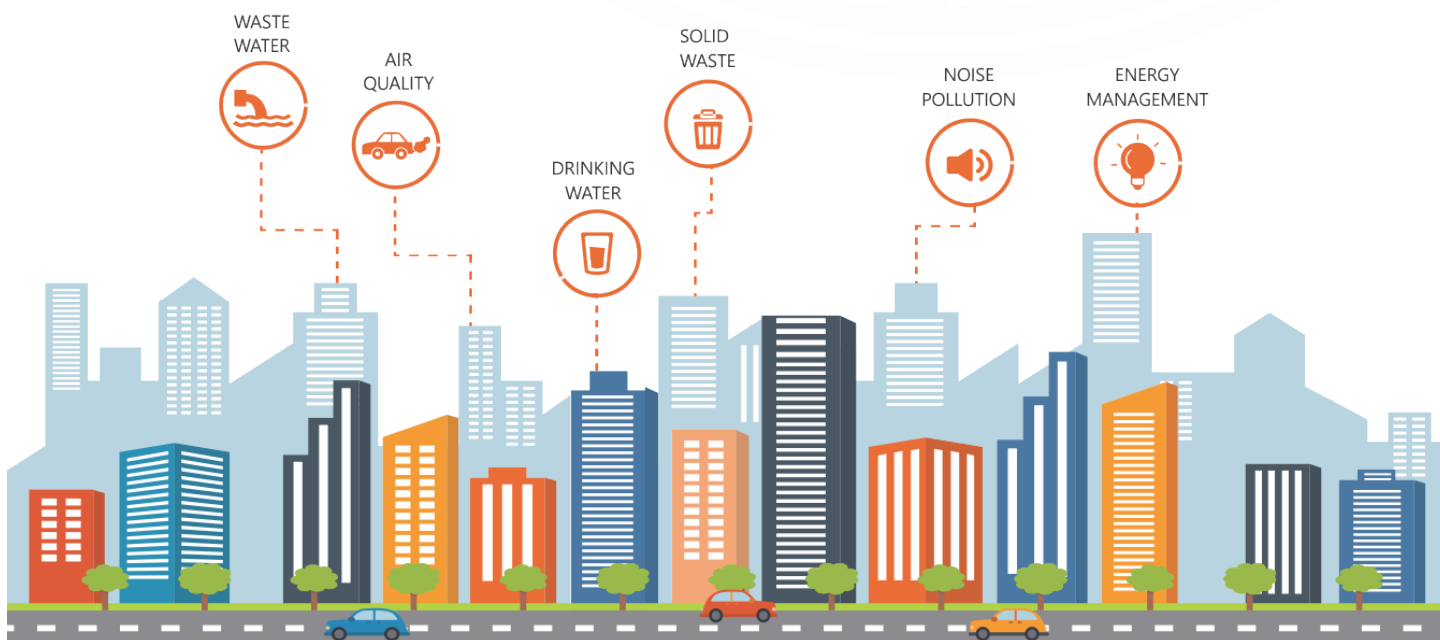 WASTE
WATER
AIR
QUALITY
DRINKING
WATER
SOLID
WASTE
NOISE
POLLUTION
ENERGY
MANAGEMENT